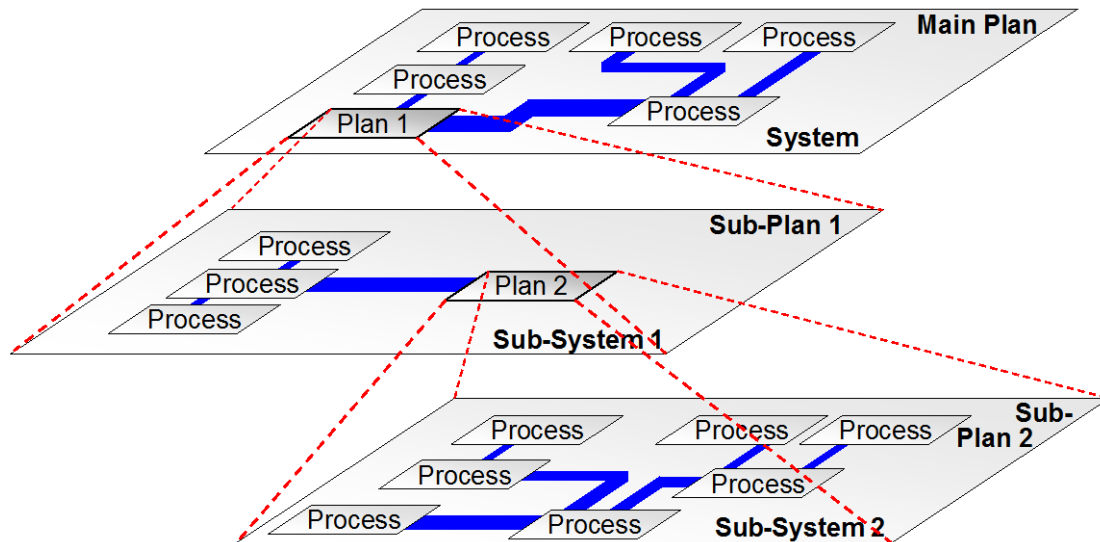 Main Plan
Process
Process
Process
Process
Process
Plan 1
System
Sub-Plan 1
Process
Process
Plan 2
Process
Sub-System 1
Sub-
Plan 2
Process
Process
Process
Process
Process
Process
Process
Sub-System 2